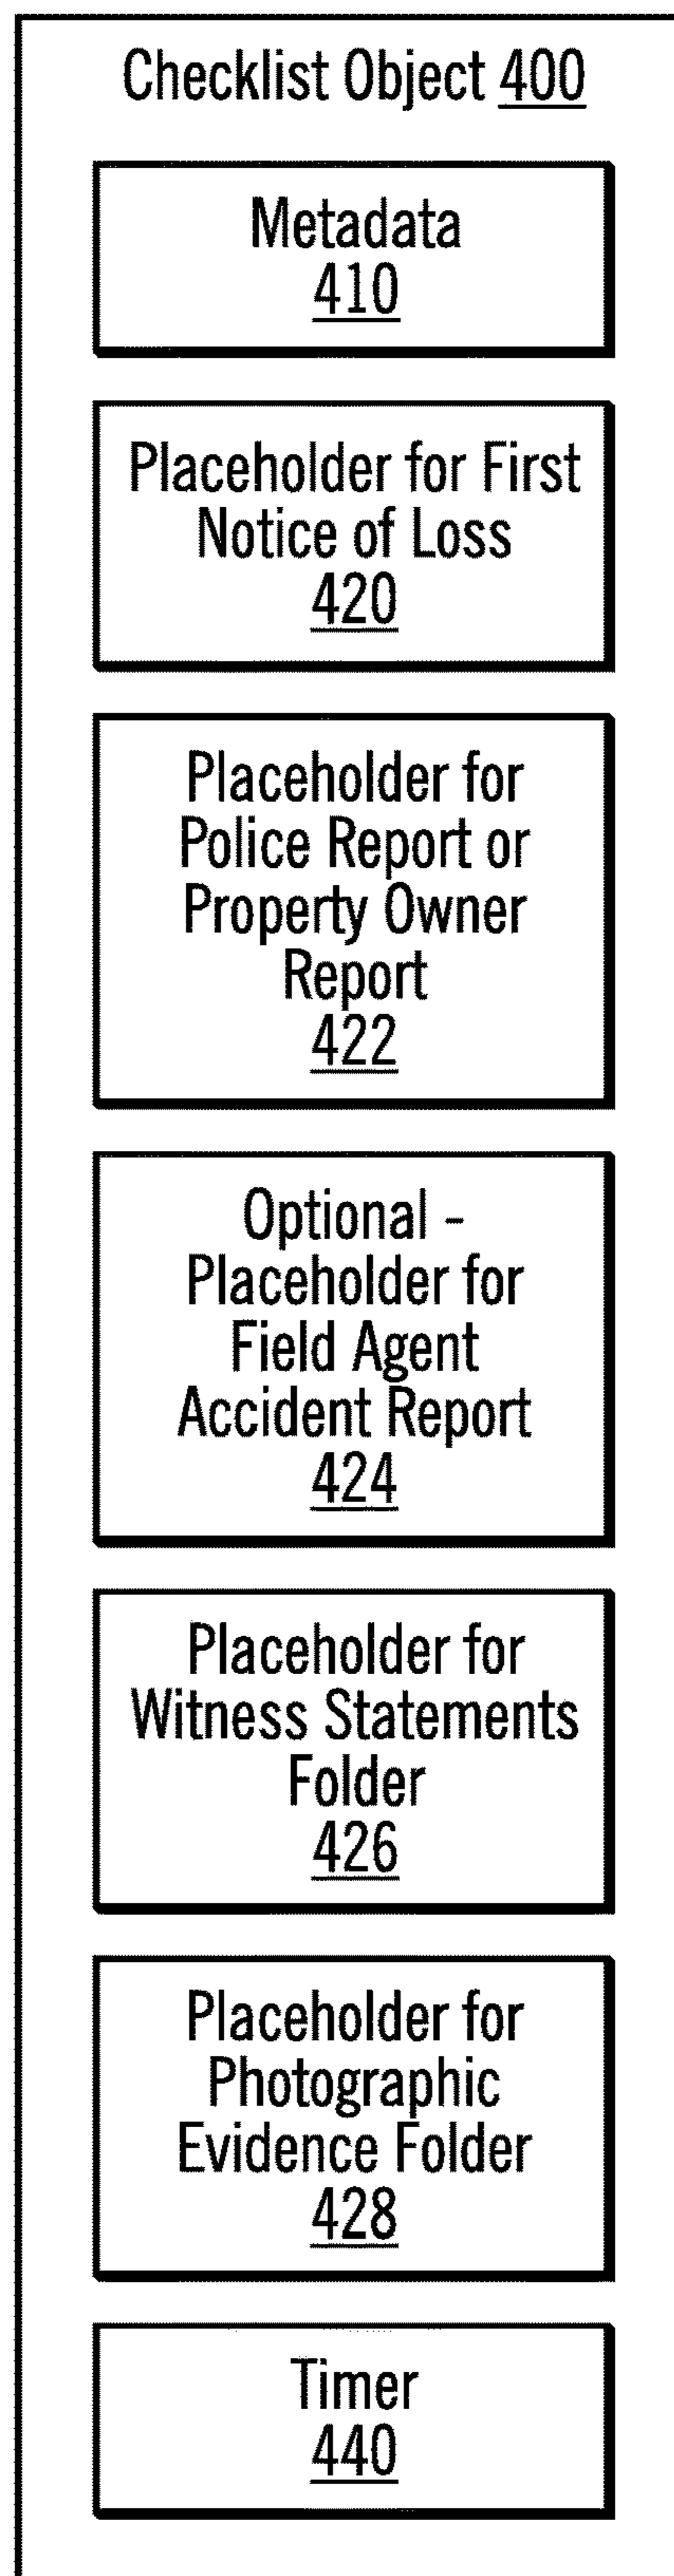 Checklist Object 400
Metadata
410
Placeholder for First
Notice of Loss
420
Placeholder for
Police Report or
Property Owner
Report
422
Optional -
Placeholder for
Field Agent
Accident Report
424
Placeholder for
Witness Statements
Folder
426
Placeholder for
Photographic
Evidence Folder
428
Timer
440